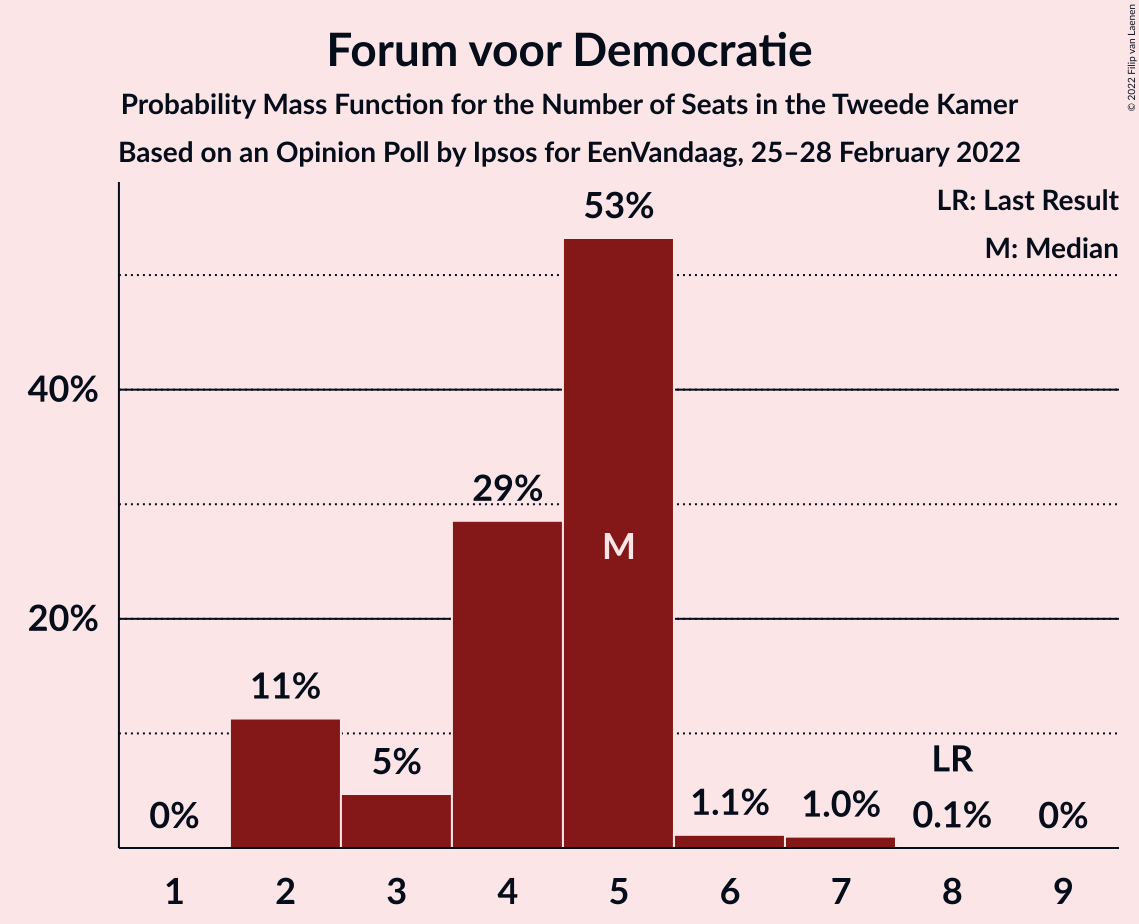 Forum voor Democratie
Probability Mass Function for the Number of Seats in the Tweede Kamer
Based on an Opinion Poll by Ipsos for EenVandaag, 25–28 February 2022
© 2022 Filip van Laenen
LR: Last Result
M: Median
53%
40%
29%
M
20%
11%
5%
LR
0%
1.1%
1.0%
0.1%
0%
1 2 3 4 5 6 7 8 9